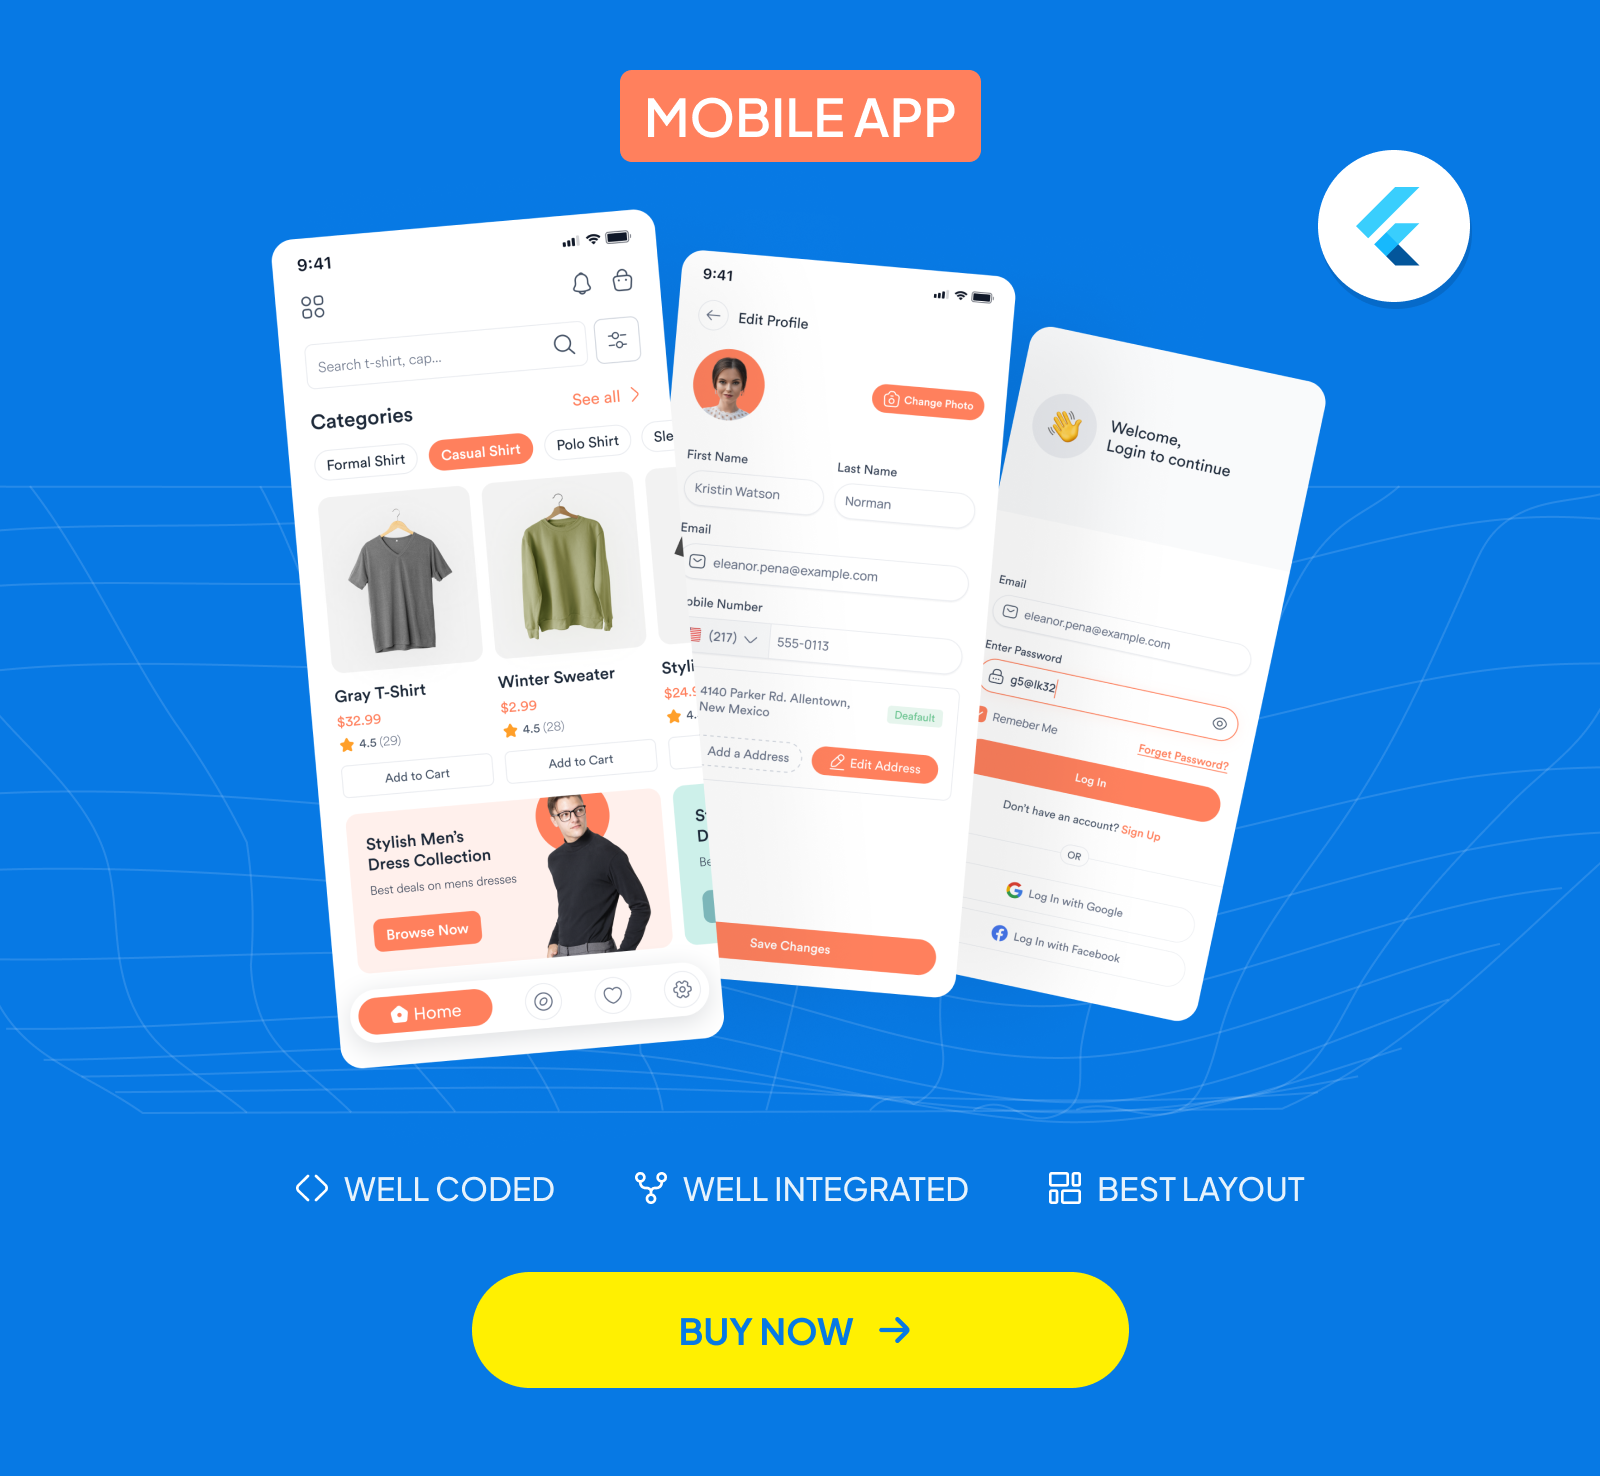 MOBILE APP
9:41
Search t-shirt, cap...
Categories
See all
Formal Shirt
Casual Shirt
Polo Shirt
Gray T-Shirt
$32.99
4.5 (29)
Add to Cart
Winter Sweater
$2.99
4.5 (28)
Add to Cart
Styli
$24.9
4.
Stylish Men's
Dress Collection
Best deals on mens dresses
Browse Now
Home
9:41
Edit Profile
Change Photo
First Name
Last Name
Kristin Watson
Norman
Email
eleanor.pena@example.com
obile Number
(217)
555-0113
4140 Parker Rd. Allentown,
New Mexico
Deafault
Add a Address
Edit Address
Save Changes
Welcome,
Login to continue
Email
eleanor.pena@example.com
Enter Password
g5@lk32
Remeber Me
Forget Password?
Log In
Don't have an account? Sign Up
OR
Log In with Google
Log In with Facebook
WELL CODED
WELL INTEGRATED
BEST LAYOUT
BUY NOW